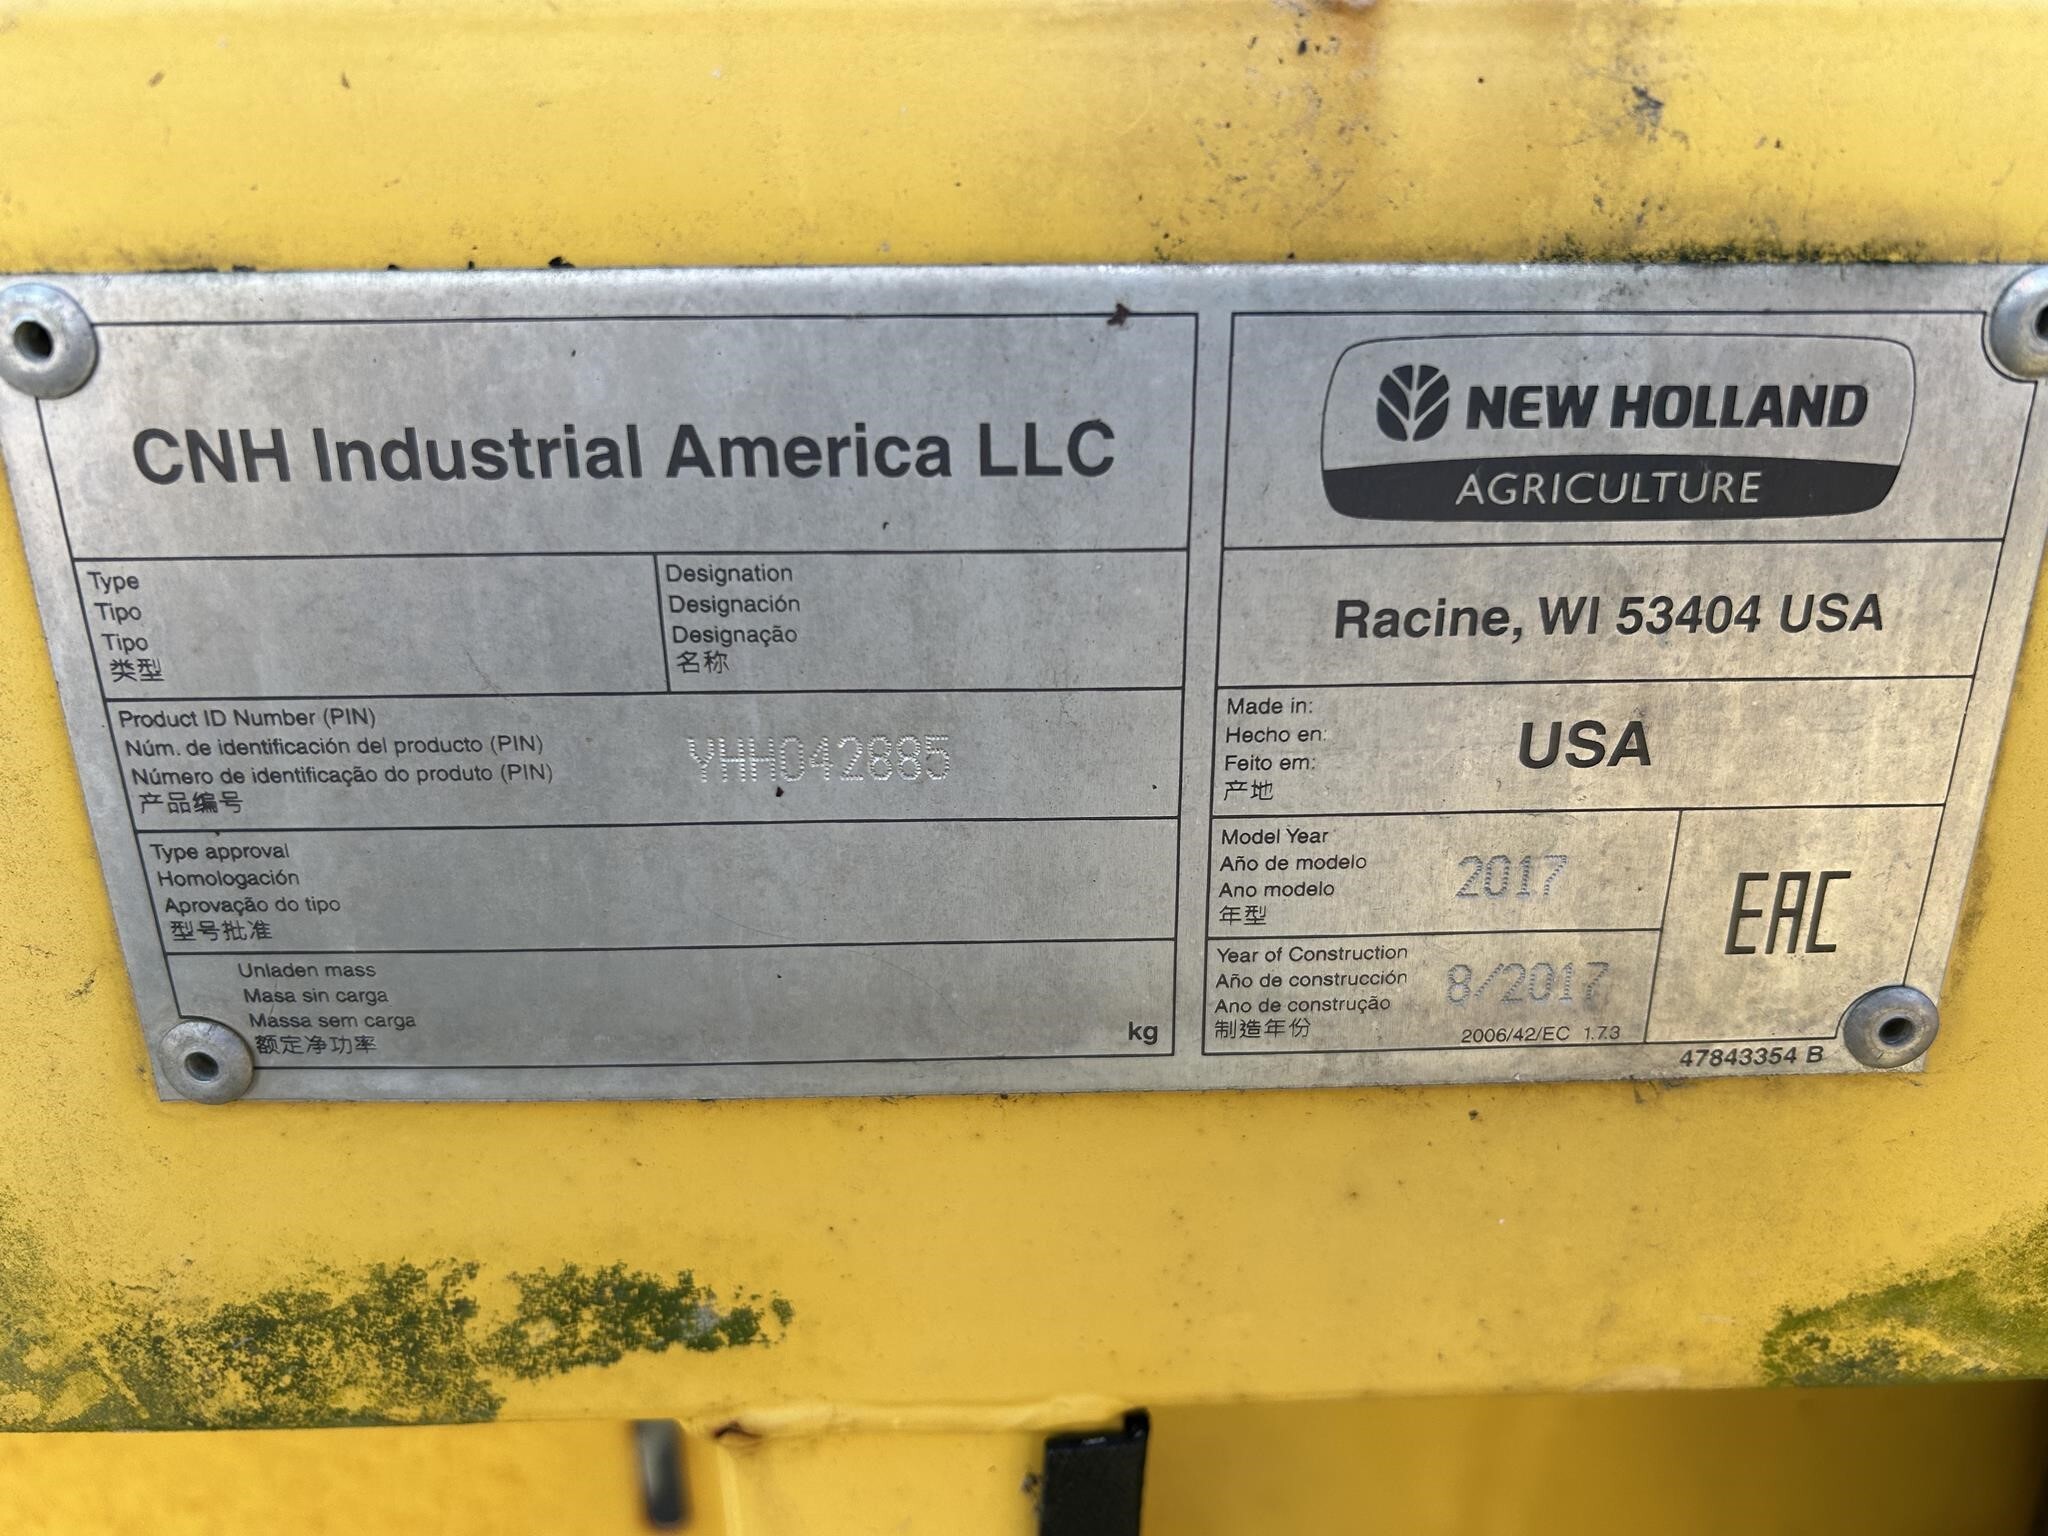 CNH Industrial America LLC
Type
Tipo
Tipo
类型
Designation
Designación
Designação
名称
Product ID Number (PIN)
Núm. de identificación del producto (PIN)
Número de identificação do produto (PIN)
产品编号
YHH042885
Type approval
Homologación
Aprovação do tipo
型号批准
Unladen mass
Masa sin carga
Massa sem carga
额定净功率
kg
NEW HOLLAND
AGRICULTURE
Racine, WI 53404 USA
Made in:
Hecho en:
Feito em:
产地
USA
Model Year
Año de modelo
Ano modelo
年型
2017
Year of Construction
Año de construcción
Ano de construção
制造年份
8/2017
2006/42/EC 1.7.3
EAC
47843354 B